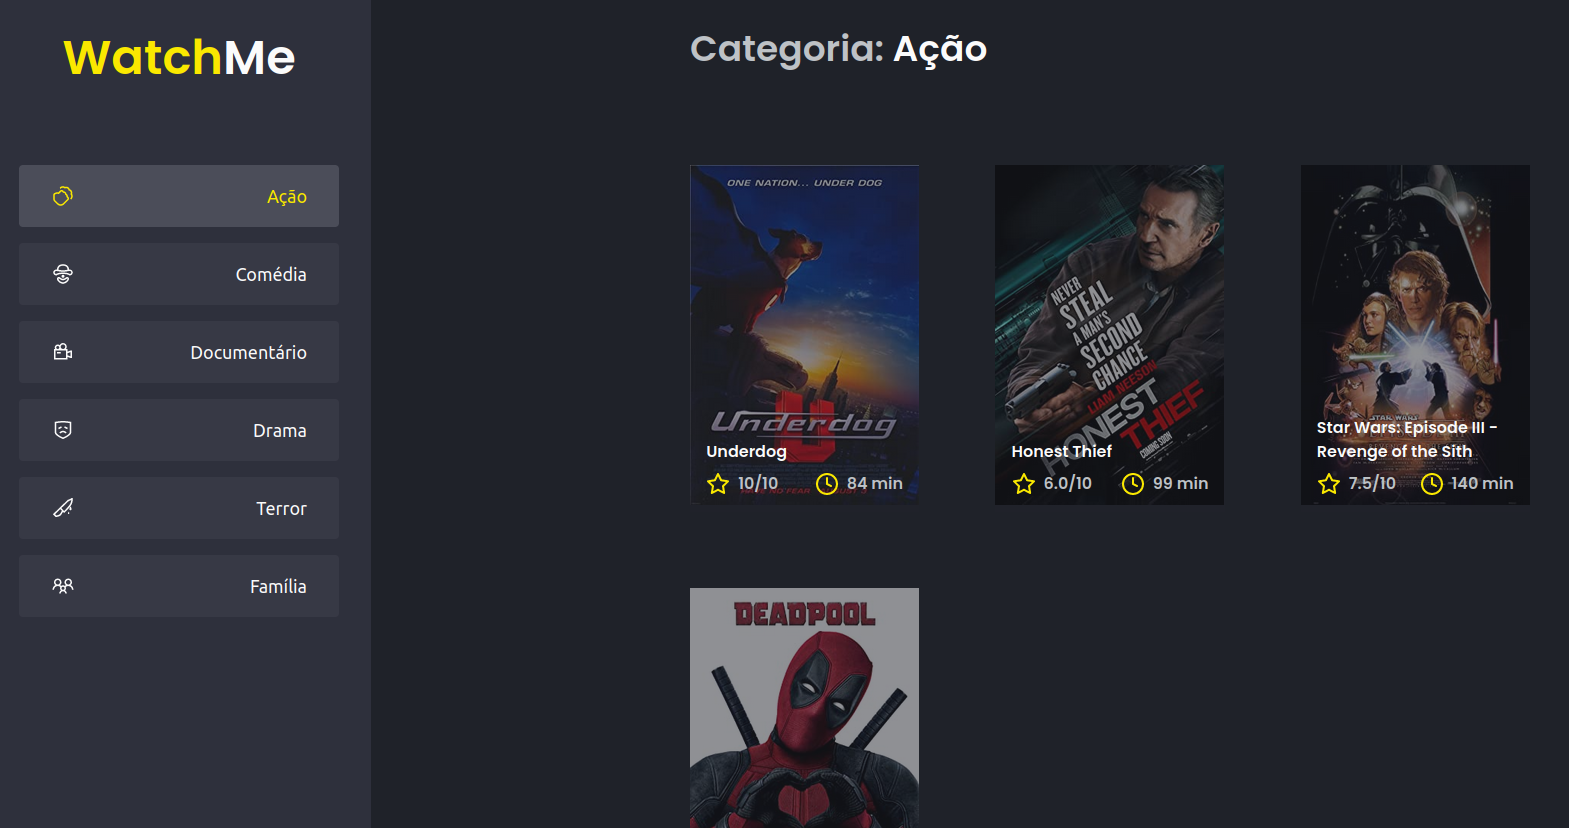 WatchMe
Categoria: Ação
Ação
Comédia
Documentário
Drama
Terror
Família
ONE NATION... UNDER DOG
Underdog
Underdog
10/10 84 min
NEVER
STEAL
A MAN'S
SECOND
CHANCE
LIAM NEESON
HONEST
THIEF
COMING SOON
Honest Thief
6.0/10 99 min
STAR WARS
Star Wars: Episode III -
Revenge of the Sith
7.5/10 140 min
DEADPOOL